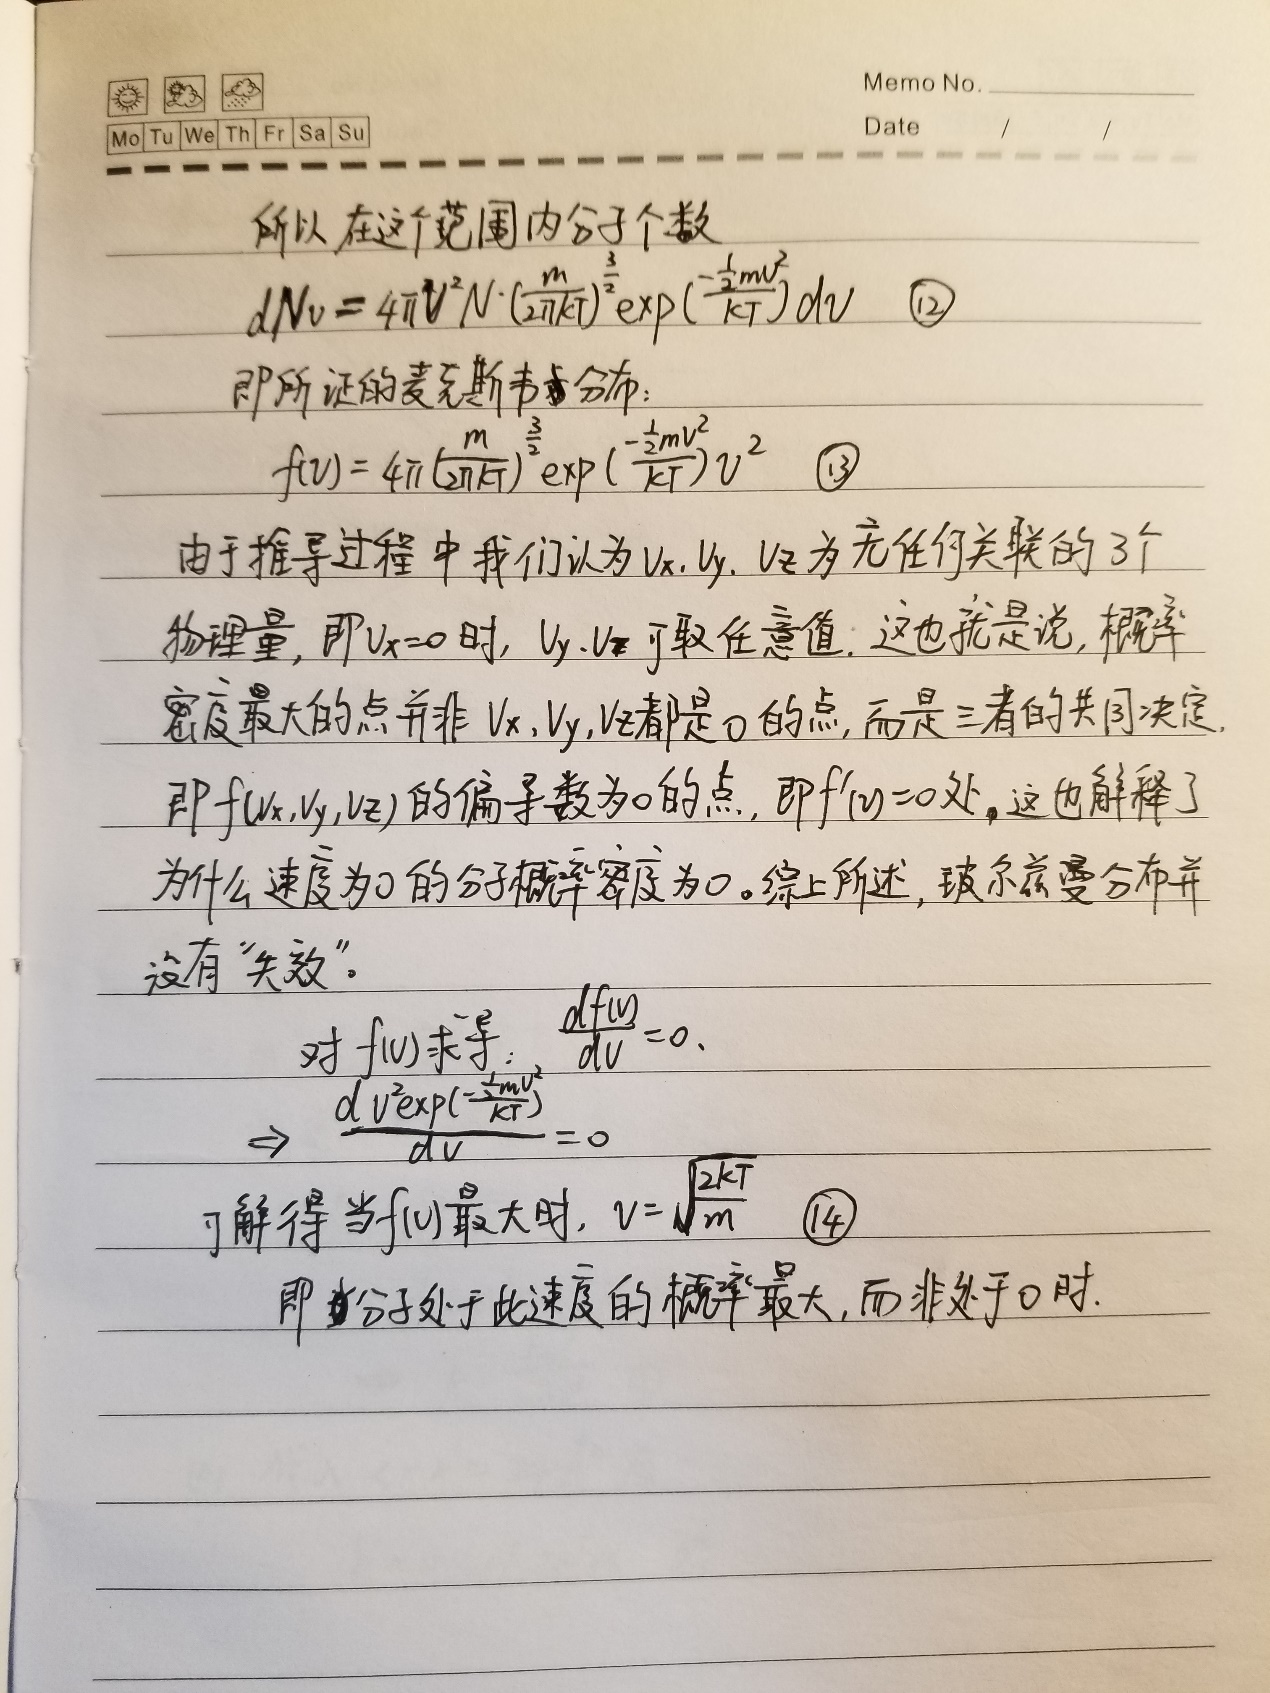 Memo No.
Mo Tu We Th Fr Sa Su
Date / /
所以在这个范围内分子个数
dNv = 4πv²N·(m/2πkT)^(3/2) exp(-½mv²/kT) dv ⑫
即所证的麦克斯韦分布:
f(v) = 4π(m/2πkT)^(3/2) exp(-½mv²/kT) v² ⑬
由于推导过程中我们认为Vx. Vy. Vz为无任何关联的3个
物理量, 即Vx=0时, Vy. Vz可取任意值. 这也就是说, 概率
密度最大的点并非Vx, Vy, Vz都是0的点, 而是三者的共同决定,
即f(Vx,Vy,Vz)的偏导数为0的点, 即f'(v)=0处。这也解释了
为什么速度为0的分子概率密度为0。综上所述, 玻尔兹曼分布并
没有“失效”。
对f(v)求导: df(v)/dv = 0、
⇒ d v²exp(-½mv²/kT)/dv = 0
可解得当f(v)最大时, v=√(2kT/m) ⑭
即分子处于此速度的概率最大, 而非处于0时.